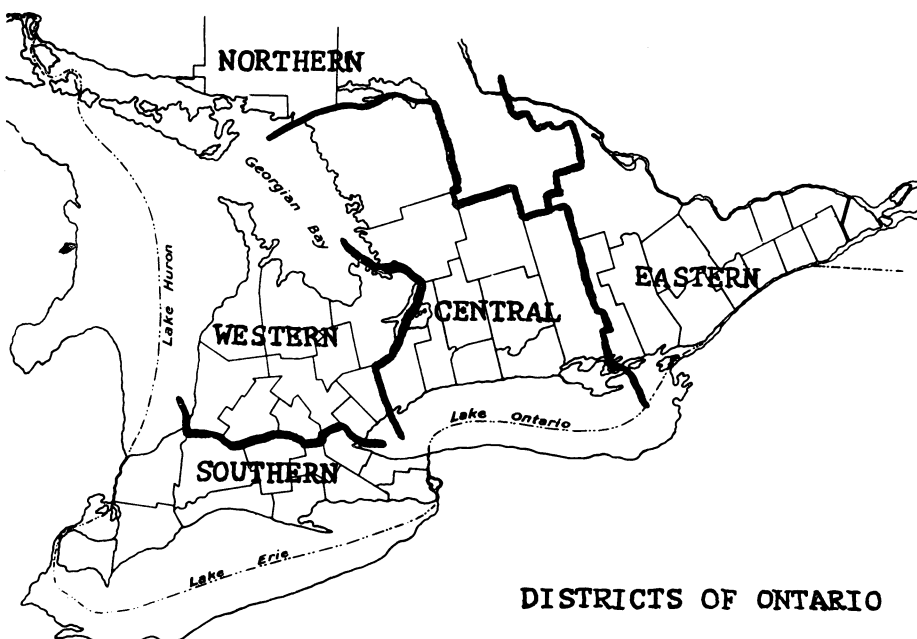 NORTHERN
Georgian Bay
Lake Huron
EASTERN
CENTRAL
WESTERN
Lake Ontario
SOUTHERN
Lake Erie
DISTRICTS OF ONTARIO